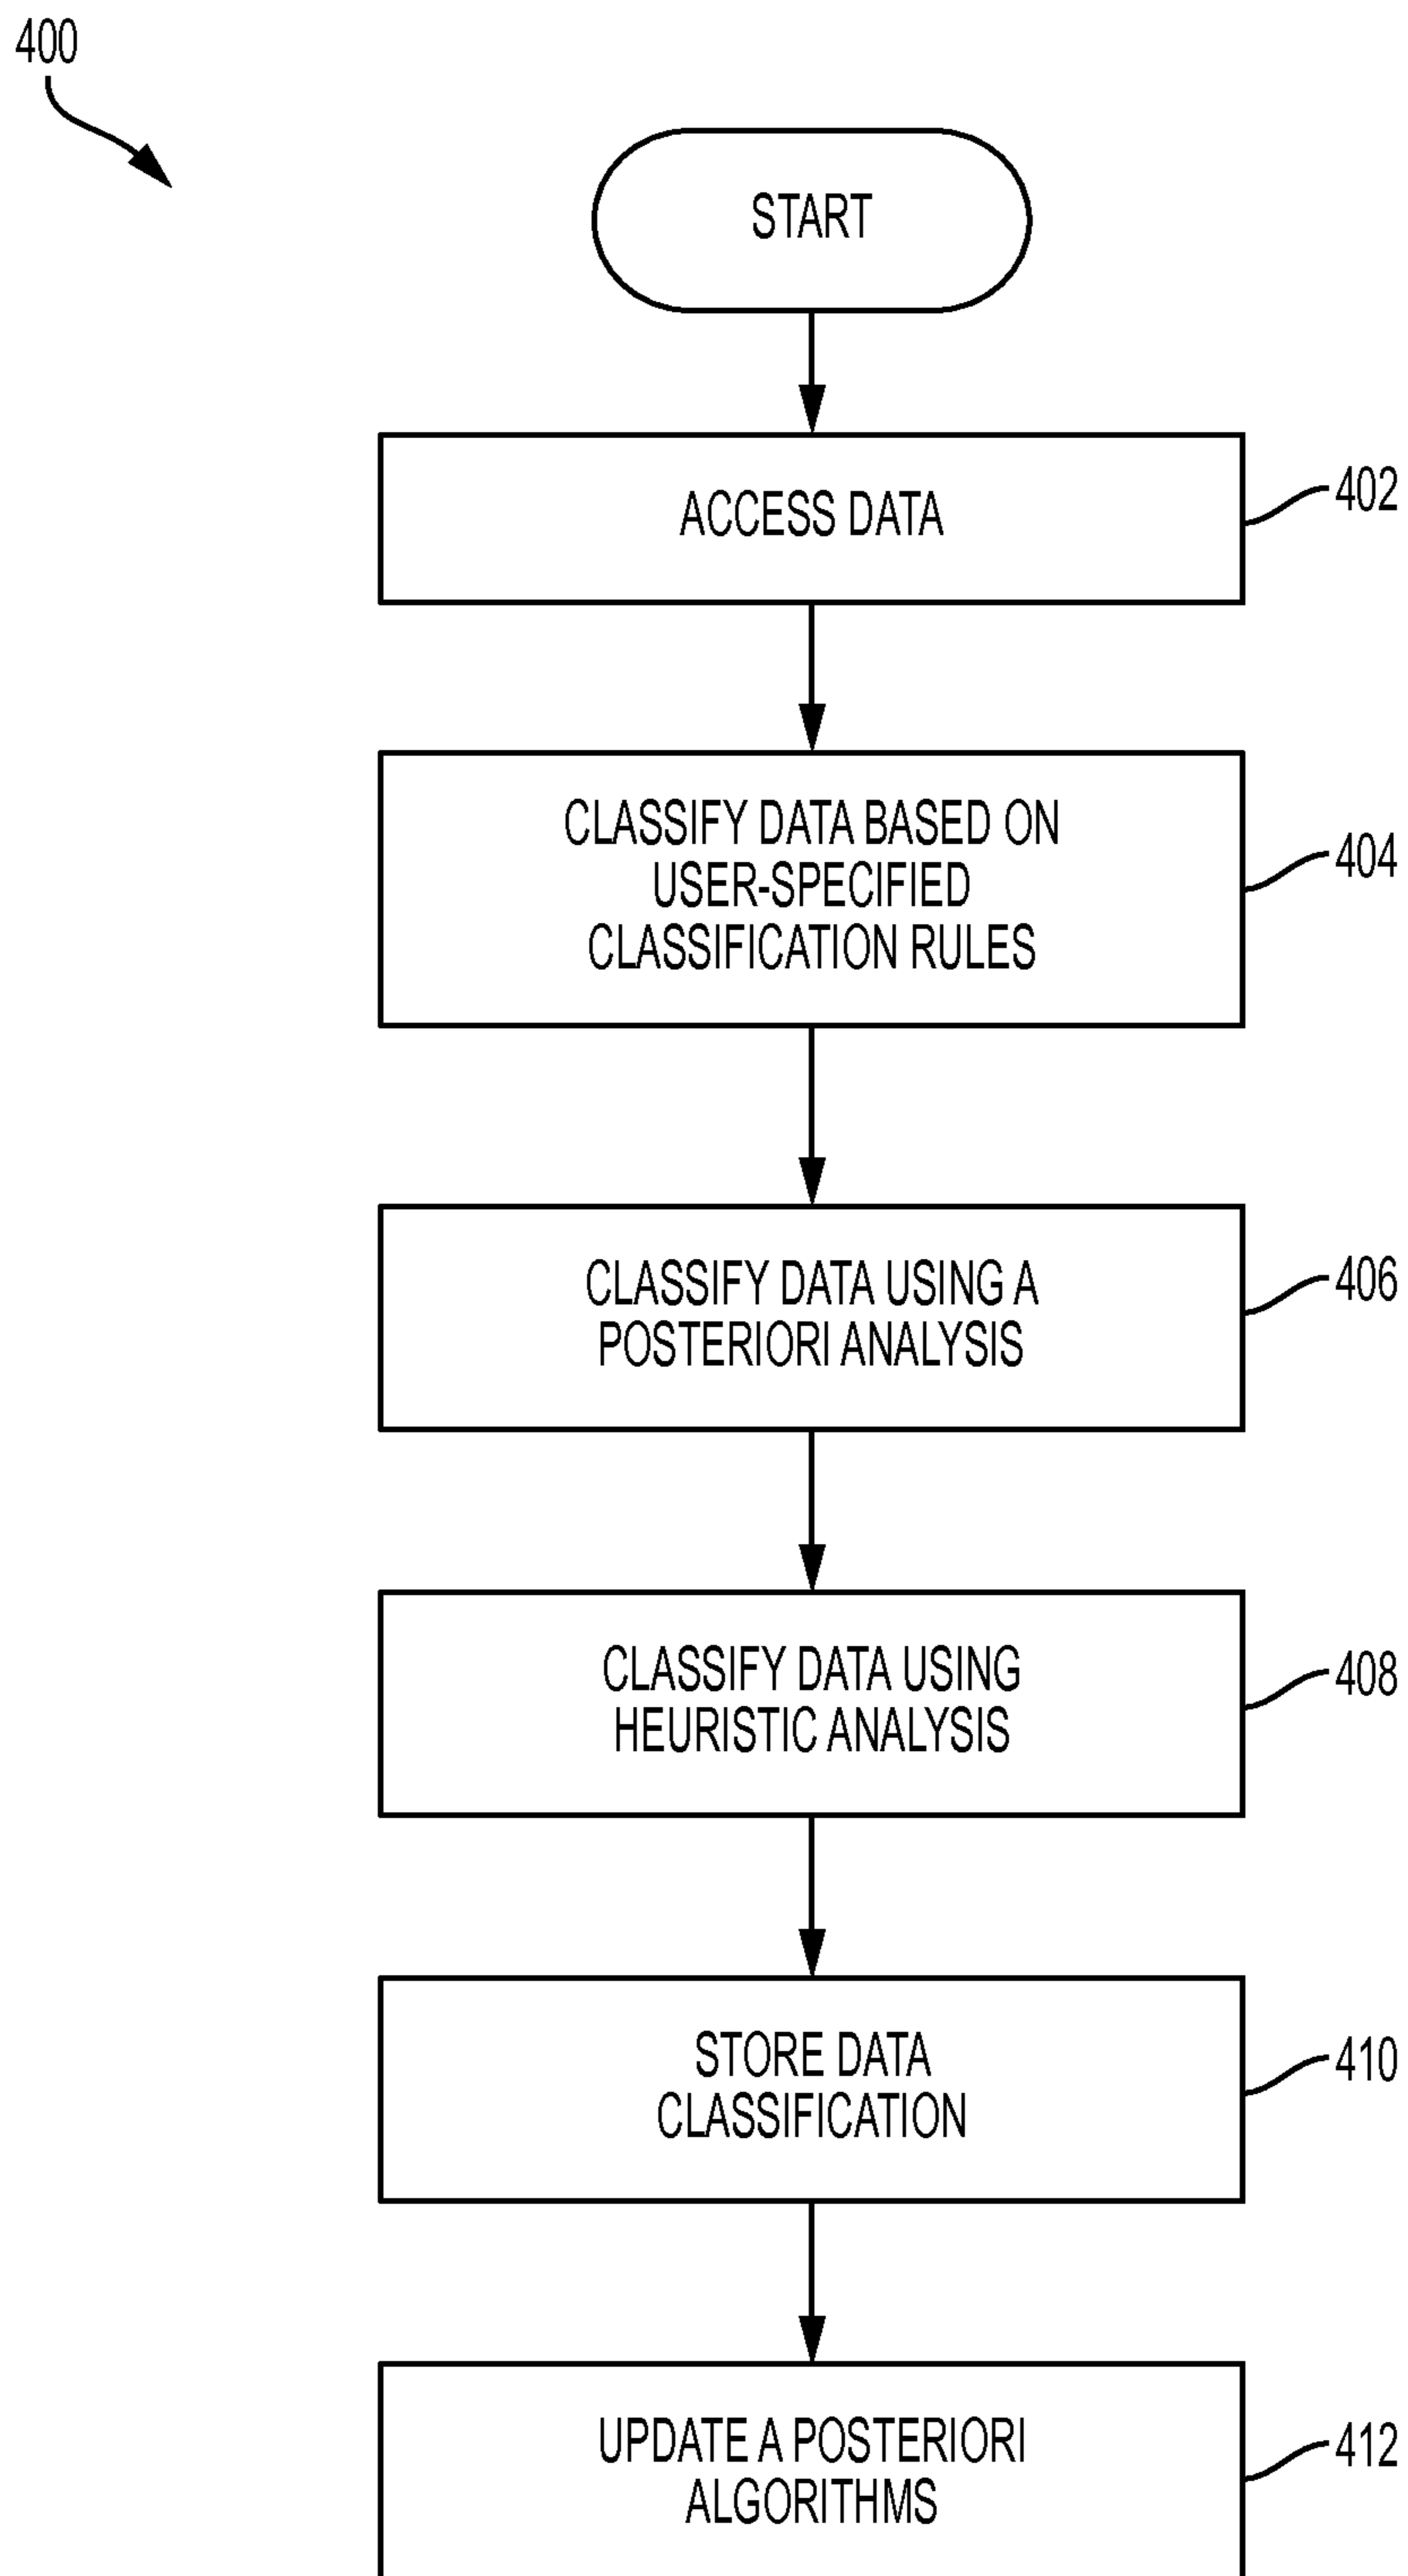 400
START
ACCESS DATA
402
CLASSIFY DATA BASED ON
USER-SPECIFIED
CLASSIFICATION RULES
404
CLASSIFY DATA USING A
POSTERIORI ANALYSIS
406
CLASSIFY DATA USING
HEURISTIC ANALYSIS
408
STORE DATA
CLASSIFICATION
410
UPDATE A POSTERIORI
ALGORITHMS
412